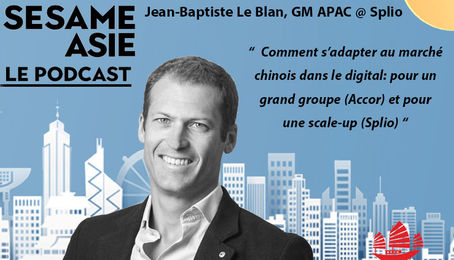 SESAME
ASIE
LE PODCAST
Jean-Baptiste Le Blan, GM APAC @ Splio
“ Comment s’adapter au marché
chinois dans le digital: pour un
grand groupe (Accor) et pour
une scale-up (Splio) “